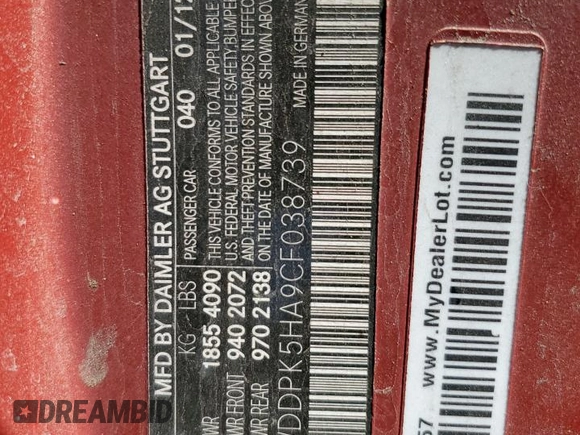 MFD BY DAIMLER AG STUTTGART
PASSENGER CAR 040 01/12
KG LBS
1855 4090
FRONT 940 2072
REAR 970 2138
THIS VEHICLE CONFORMS TO ALL APPLICABLE
U.S. FEDERAL MOTOR VEHICLE SAFETY, BUMPER
AND THEFT PREVENTION STANDARDS IN EFFECT
ON THE DATE OF MANUFACTURE
MADE IN GERMANY
DDPK5HA9CF038739
www.MyDealerLot.com
57
DREAMBID